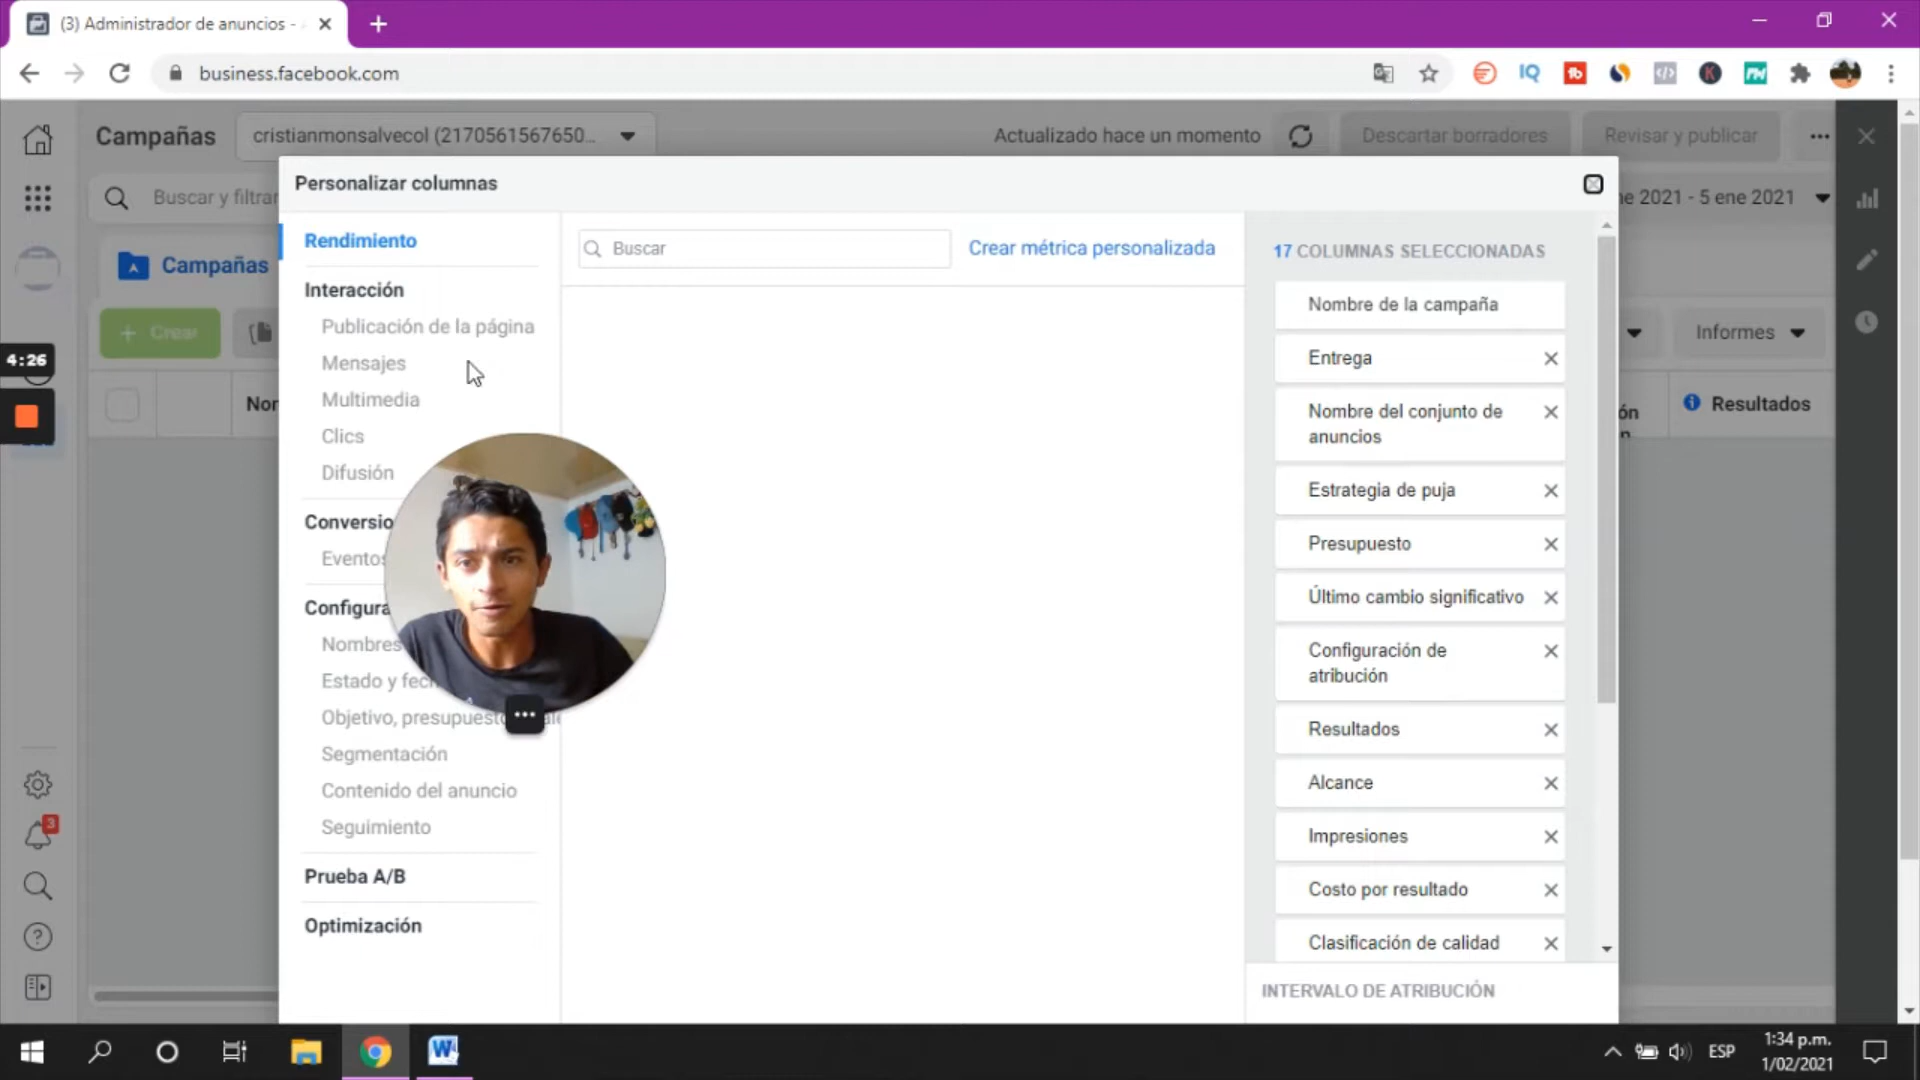 (3) Administrador de anuncios -
business.facebook.com
Campañas
cristianmonsalvecol (2170561567650...
Actualizado hace un momento
Descartar borradores
Revisar y publicar
Buscar y filtrar
ne 2021 - 5 ene 2021
Personalizar columnas
Campañas
+ Crear
Informes
4:26
Nor
ón
n
Resultados
Rendimiento
Interacción
Publicación de la página
Mensajes
Multimedia
Clics
Difusión
Conversio
Eventos
Configura
Nombres
Estado y fech
Objetivo, presupuesto
Segmentación
Contenido del anuncio
Seguimiento
Prueba A/B
Optimización
Buscar
Crear métrica personalizada
17 COLUMNAS SELECCIONADAS
Nombre de la campaña
Entrega
Nombre del conjunto de
anuncios
Estrategia de puja
Presupuesto
Último cambio significativo
Configuración de
atribución
Resultados
Alcance
Impresiones
Costo por resultado
Clasificación de calidad
INTERVALO DE ATRIBUCIÓN
3
ESP
1:34 p.m.
1/02/2021